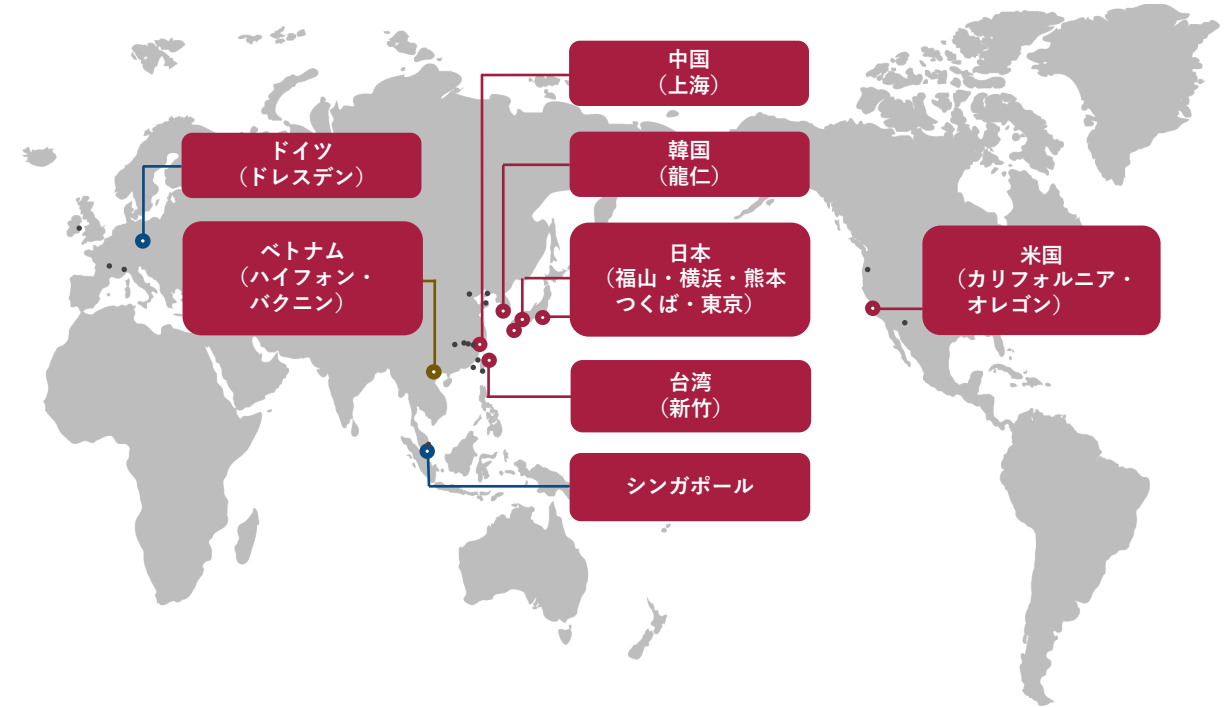 中国
（上海）
ドイツ
（ドレスデン）
韓国
（龍仁）
ベトナム
（ハイフォン・
バクニン）
日本
（福山・横浜・熊本
つくば・東京）
米国
（カリフォルニア・
オレゴン）
台湾
（新竹）
シンガポール